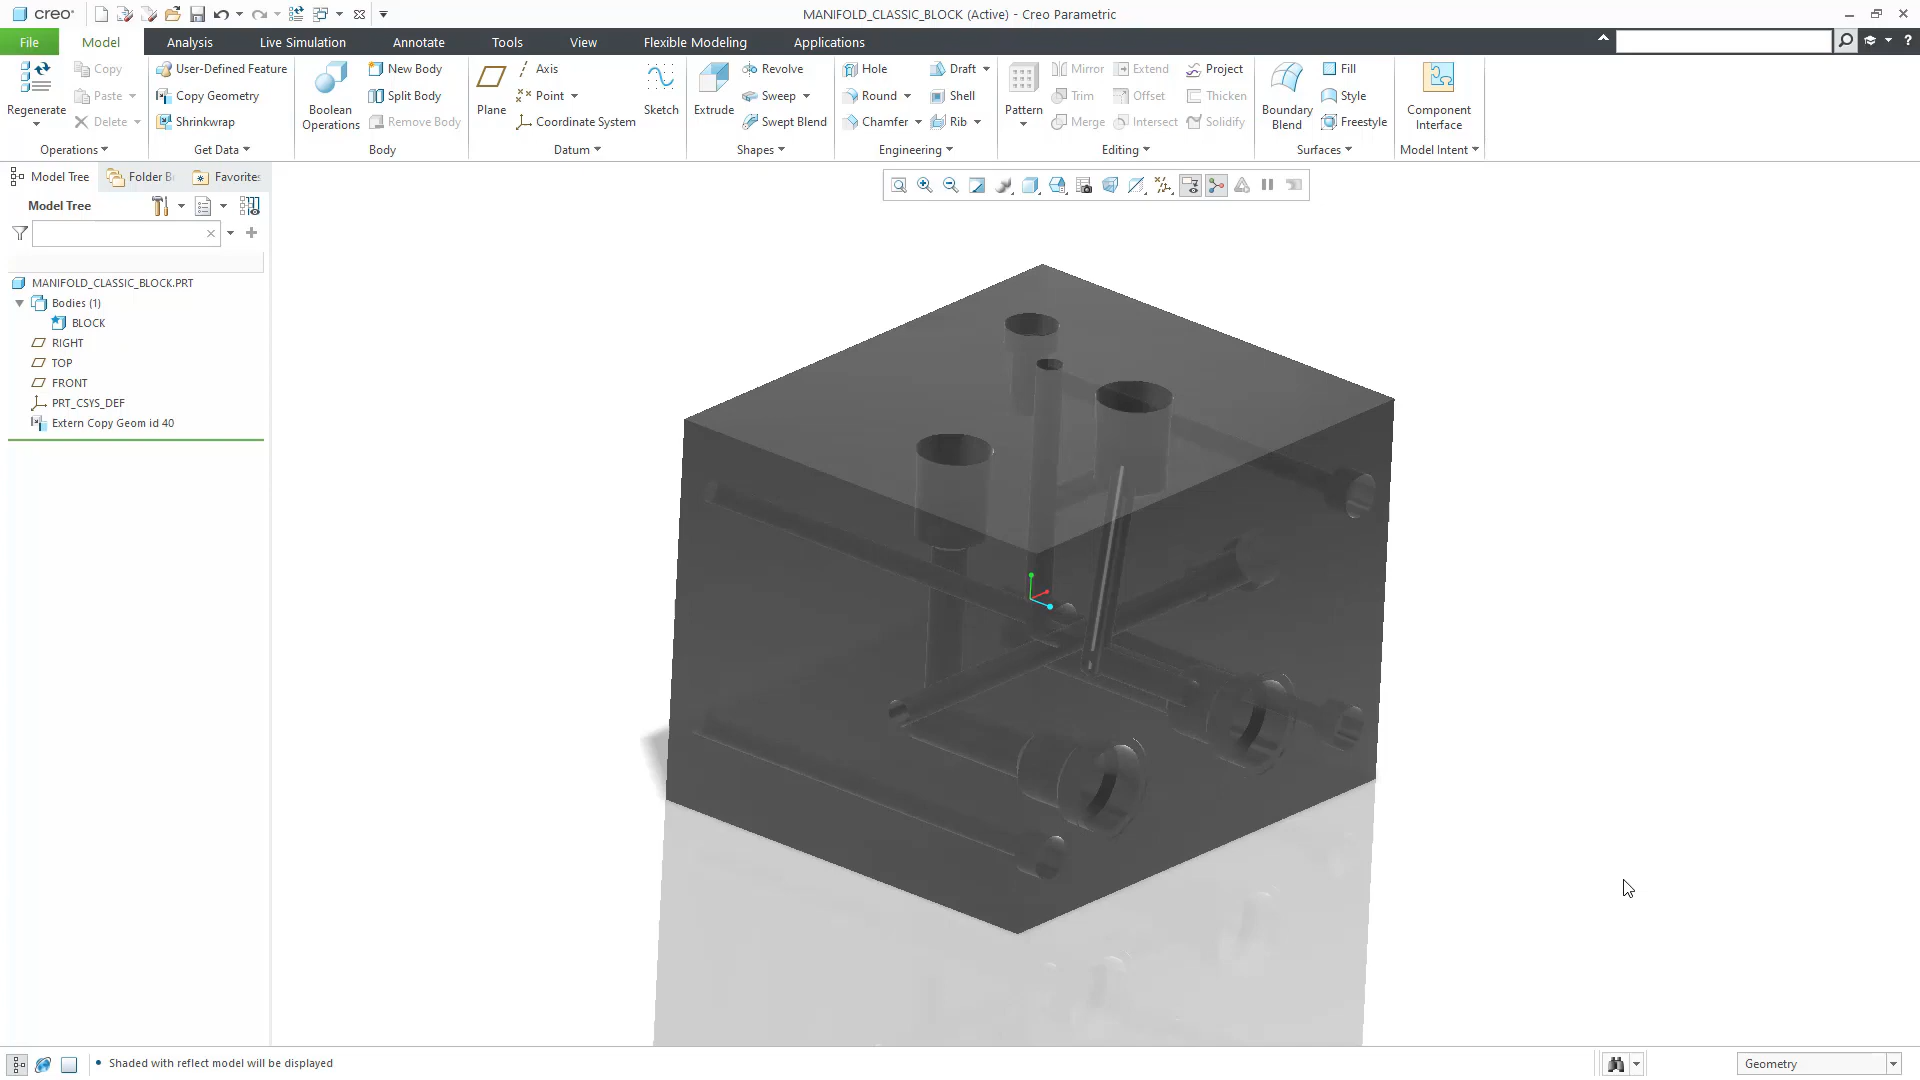 creo
MANIFOLD_CLASSIC_BLOCK (Active) - Creo Parametric
File Model Analysis Live Simulation Annotate Tools View Flexible Modeling Applications
Regenerate
Copy
Paste
Delete
Operations
User-Defined Feature
Copy Geometry
Shrinkwrap
Get Data
Boolean
Operations
New Body
Split Body
Remove Body
Body
Plane
Axis
Point
Coordinate System
Sketch
Datum
Extrude
Revolve
Sweep
Swept Blend
Shapes
Hole
Round
Chamfer
Draft
Shell
Rib
Engineering
Pattern
Mirror
Trim
Merge
Extend
Offset
Intersect
Project
Thicken
Solidify
Editing
Boundary
Blend
Fill
Style
Freestyle
Surfaces
Component
Interface
Model Intent
Model Tree
Folder B
Favorites
Model Tree
MANIFOLD_CLASSIC_BLOCK.PRT
Bodies (1)
BLOCK
RIGHT
TOP
FRONT
PRT_CSYS_DEF
Extern Copy Geom id 40
• Shaded with reflect model will be displayed
Geometry